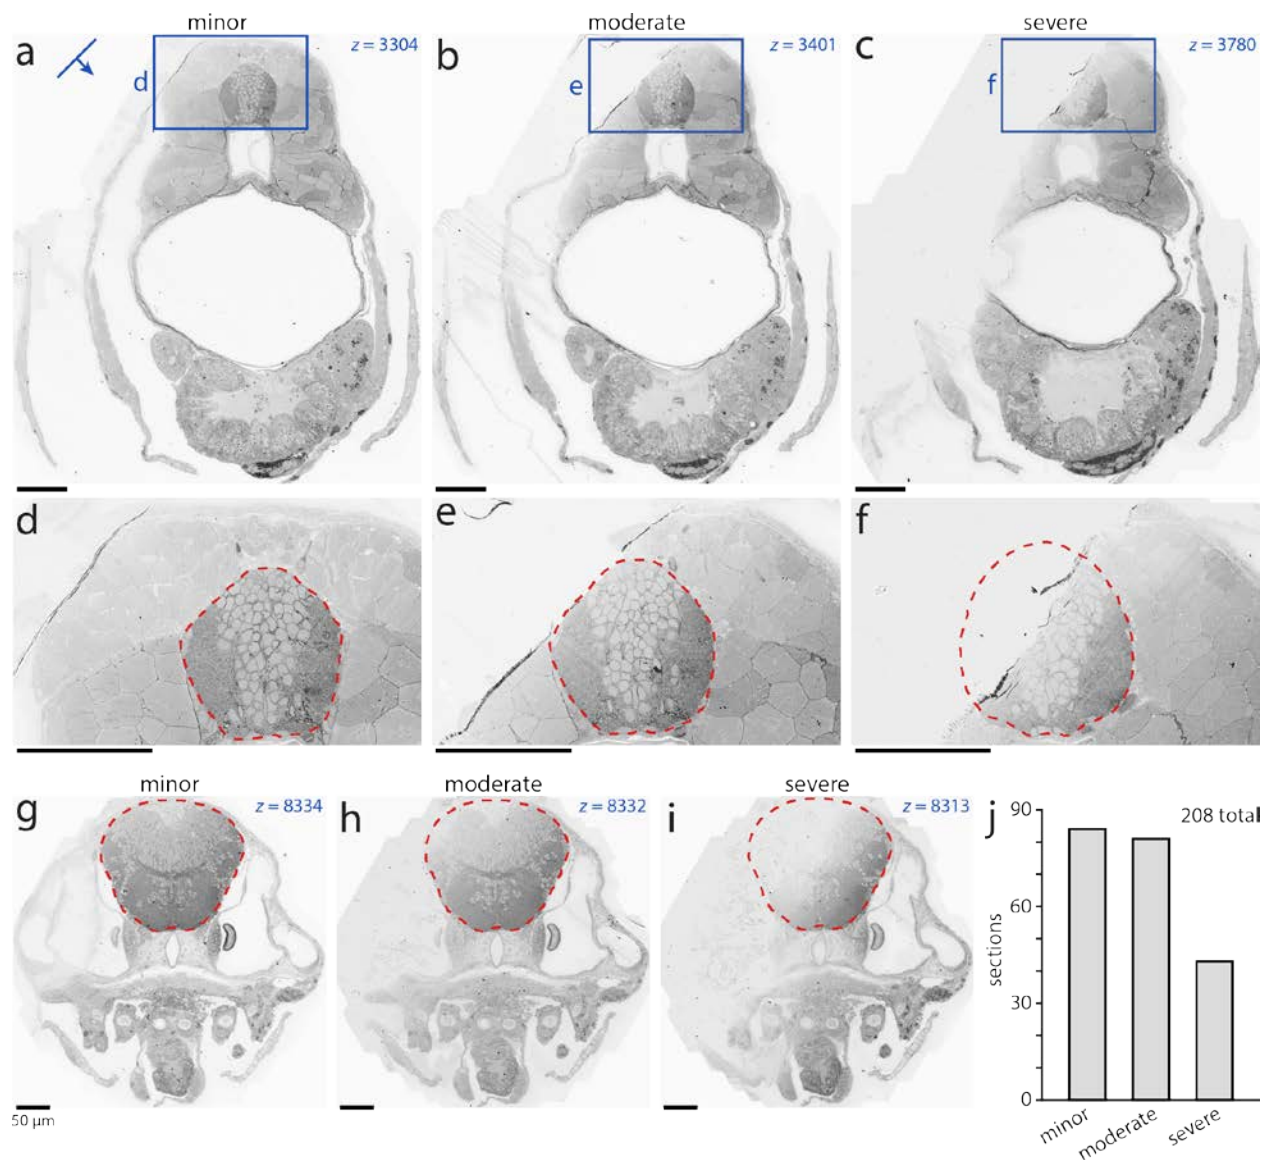 minor
moderate
severe
a
z = 3304
b
z = 3401
c
z = 3780
d
e
f
d
e
f
minor
moderate
severe
g
z = 8334
h
z = 8332
i
z = 8313
j
208 total
90
60
30
0
sections
minor
moderate
severe
50 µm